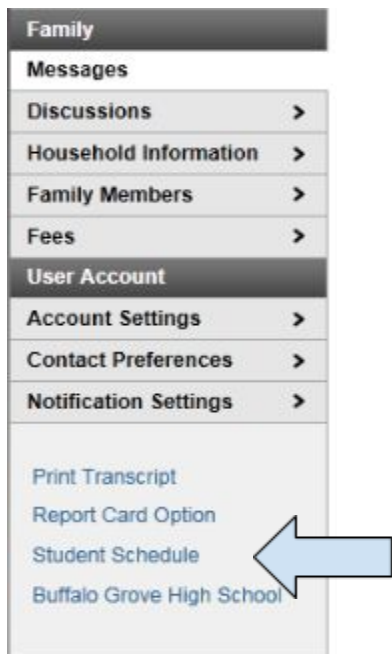 Family
Messages
Discussions
Household Information
Family Members
Fees
User Account
Account Settings
Contact Preferences
Notification Settings
Print Transcript
Report Card Option
Student Schedule
Buffalo Grove High School